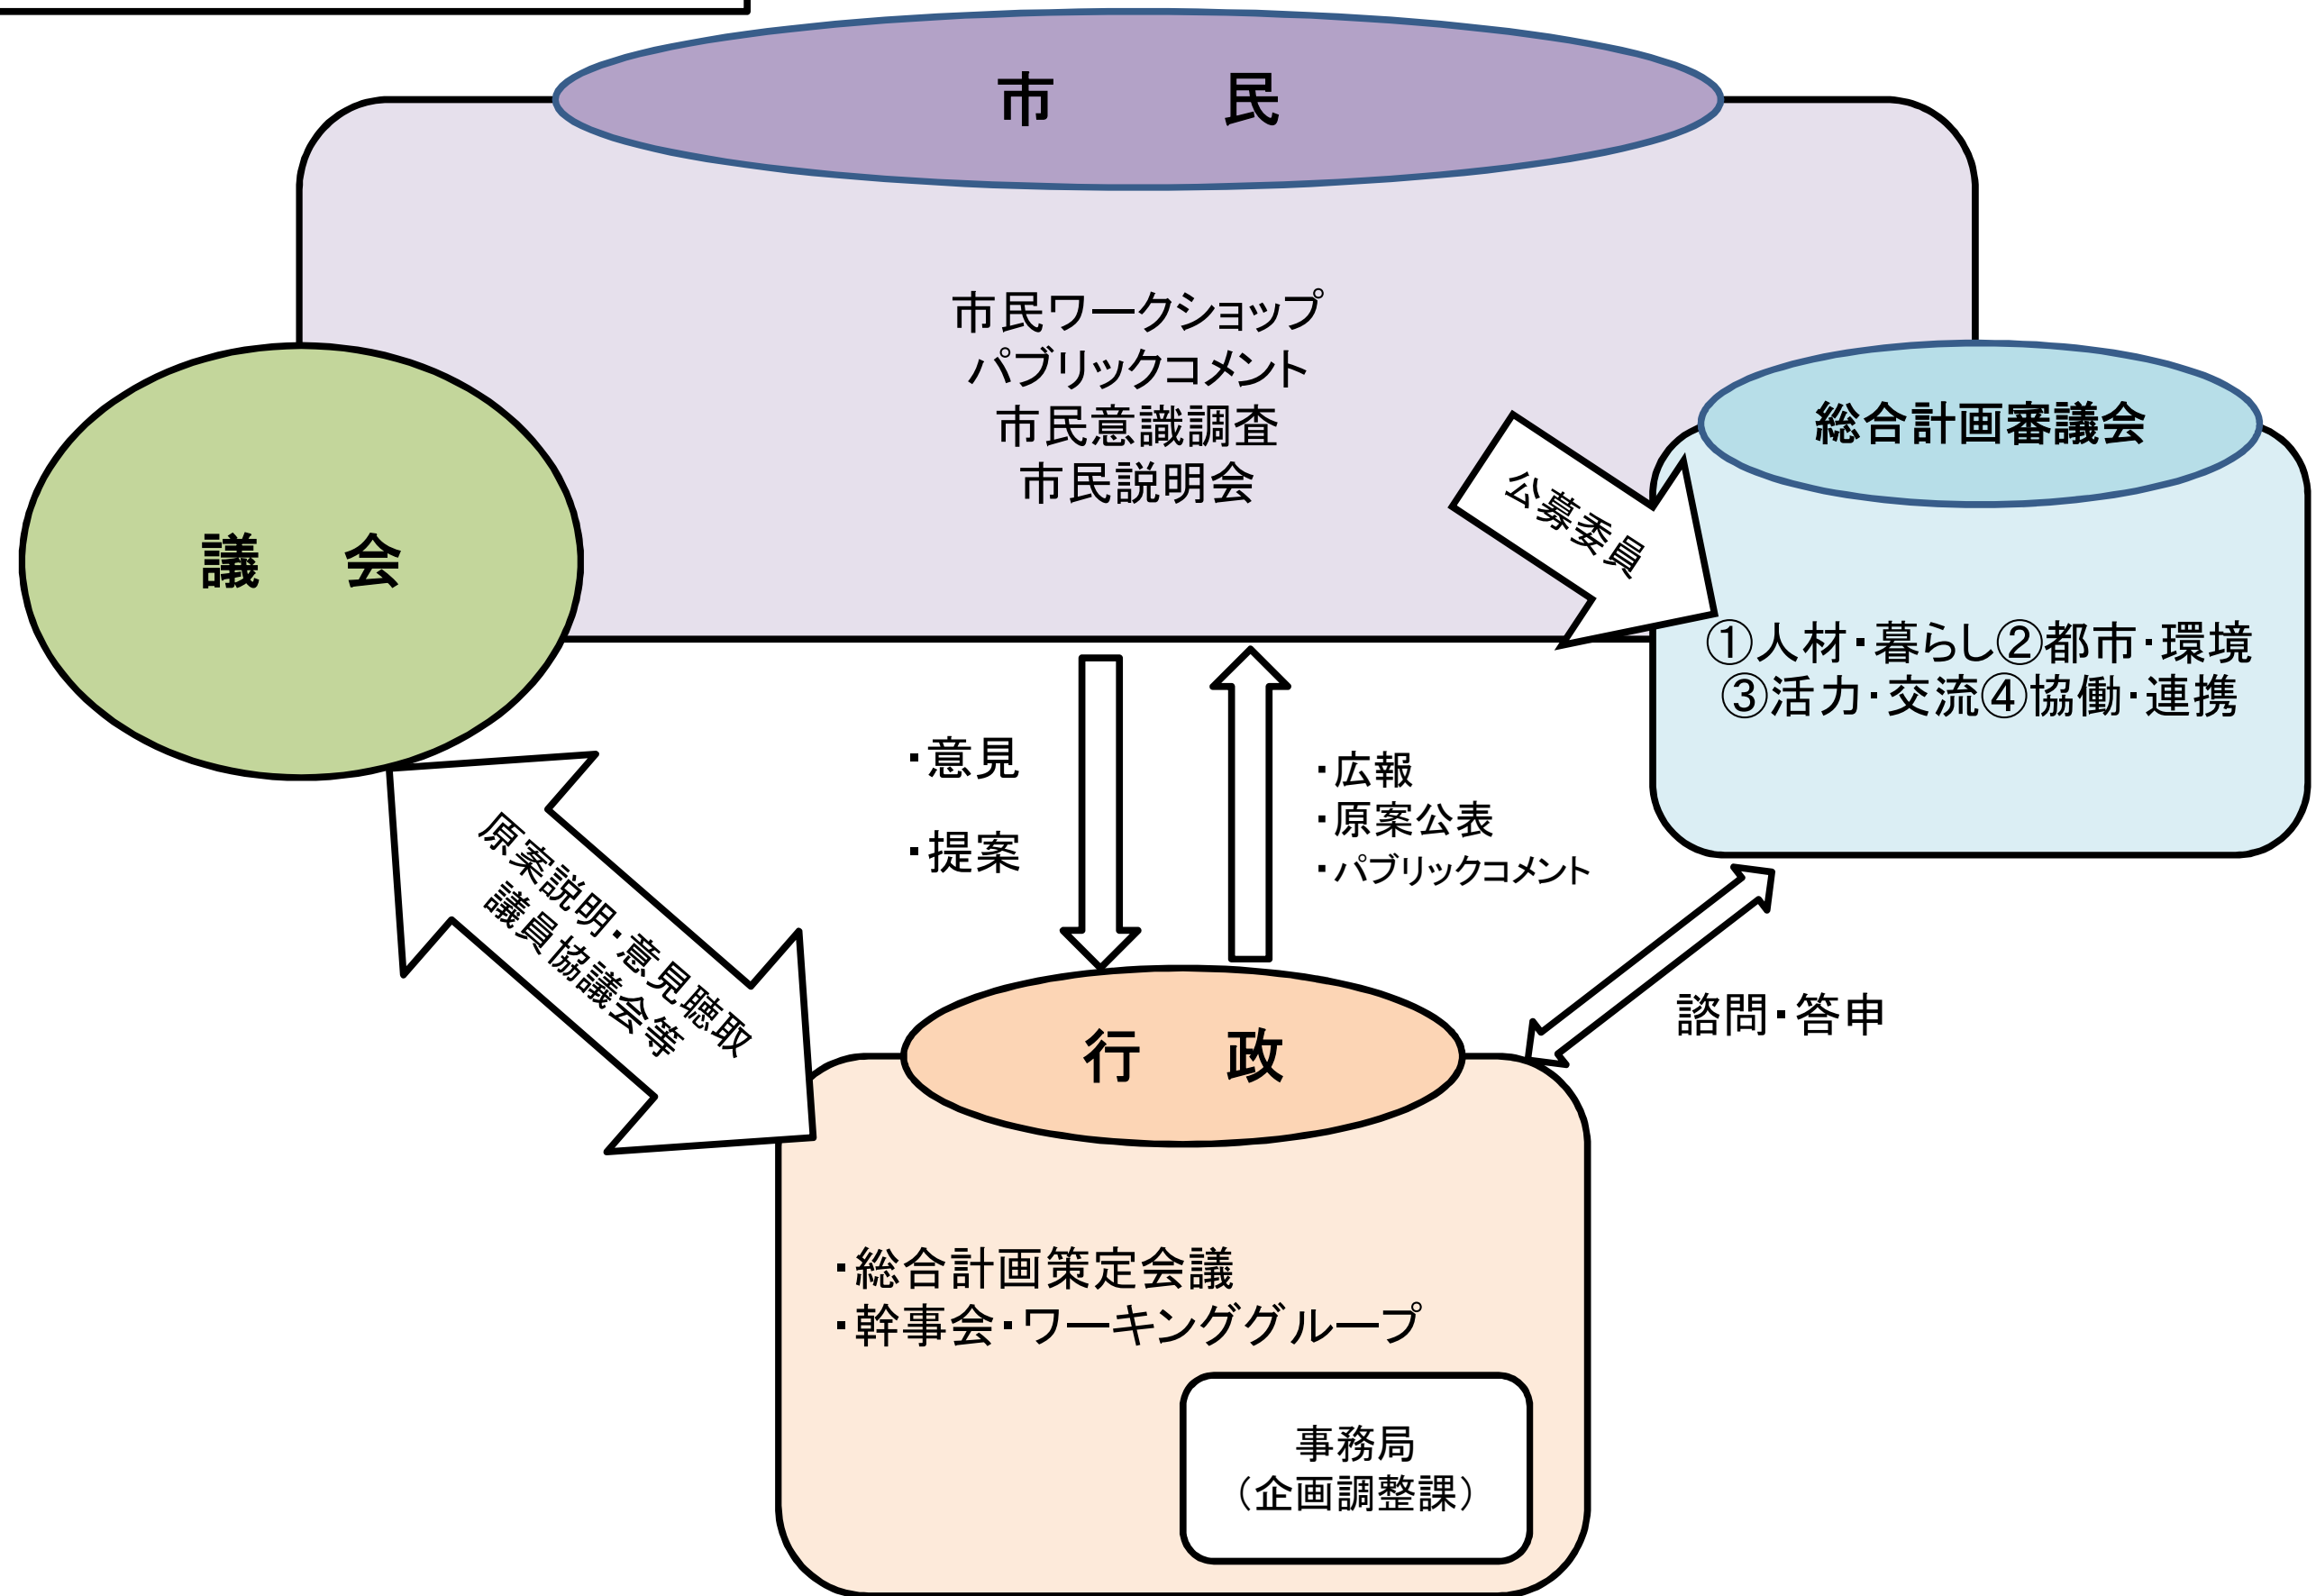 市　民
市民ワークショップ
パブリックコメント
市民意識調査
市民説明会
議　会
総合計画審議会
公募委員
①人材・暮らし②都市・環境
③活力・交流④協働・連携
・意見
・提案
・広報
・原案公表
・パブリックコメント
原案説明・意見聴取
議員協議会等
諮問・答申
行　政
・総合計画策定会議
・幹事会・ワーキンググループ
事務局
（企画調整課）